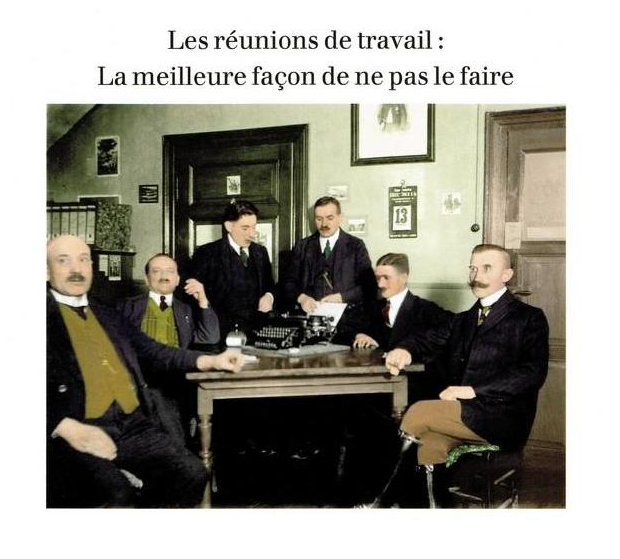 Les réunions de travail :
La meilleure façon de ne pas le faire
13